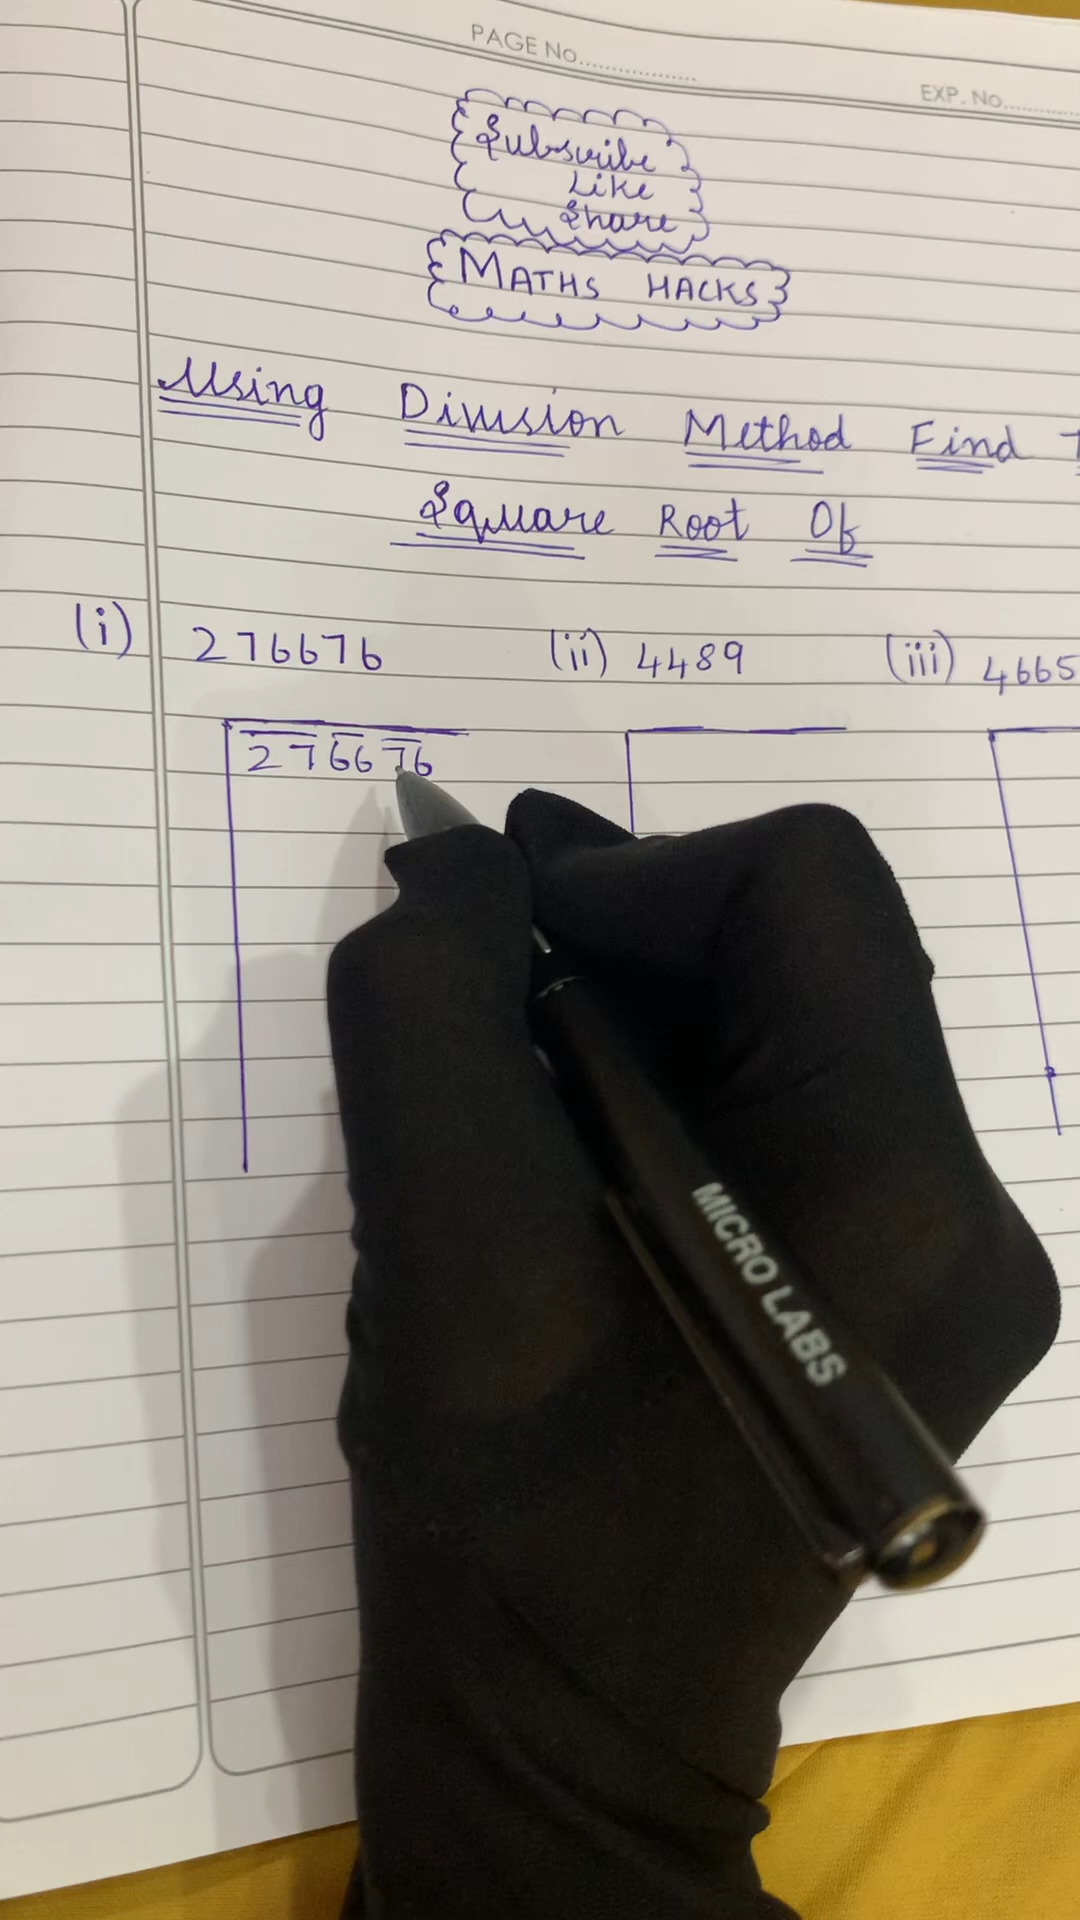 PAGE No.
EXP. No.
Subscribe
Like
Share
MATHS HACKS
Using Division Method Find
Square Root Of
(i) 276676 (ii) 4489 (iii) 4665
276676
MICRO LABS